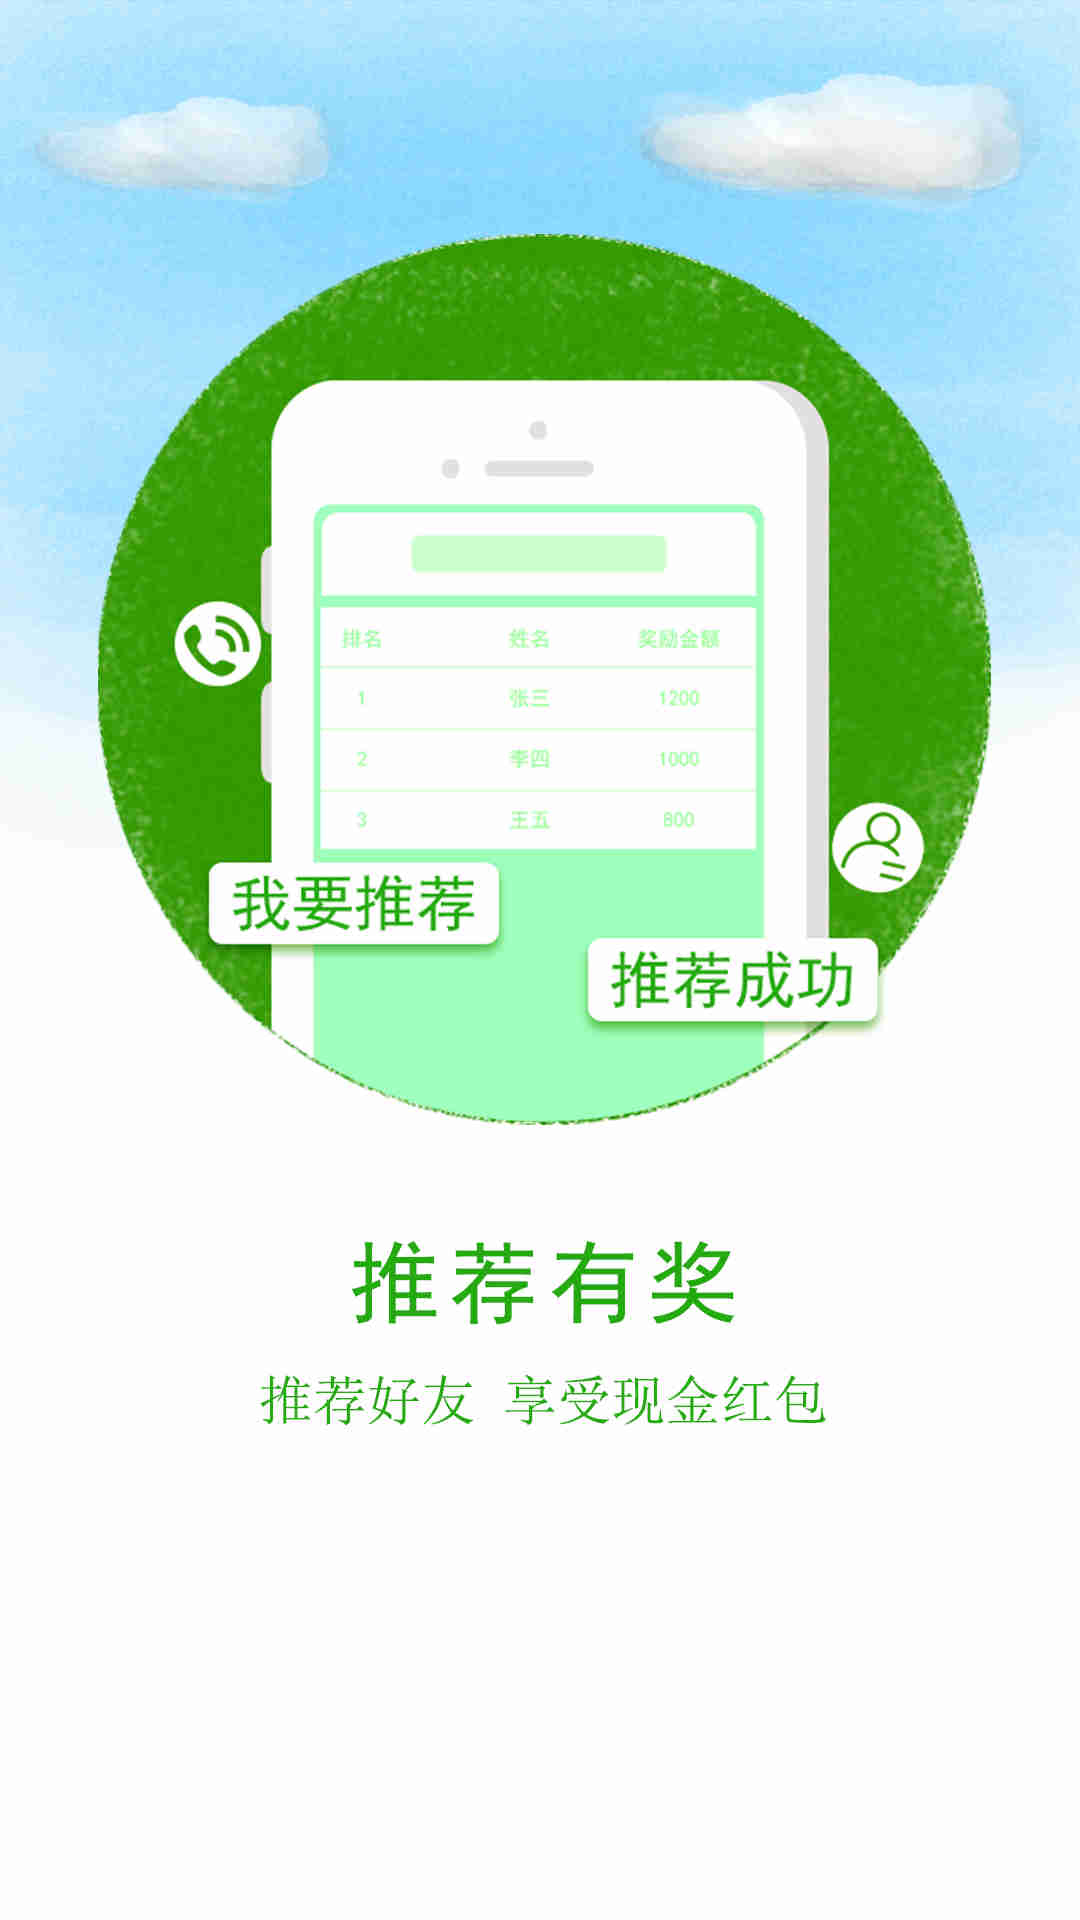 排名 姓名 奖励金额
1 张三 1200
2 李四 1000
3 王五 800
我要推荐
推荐成功
推荐有奖
推荐好友 享受现金红包